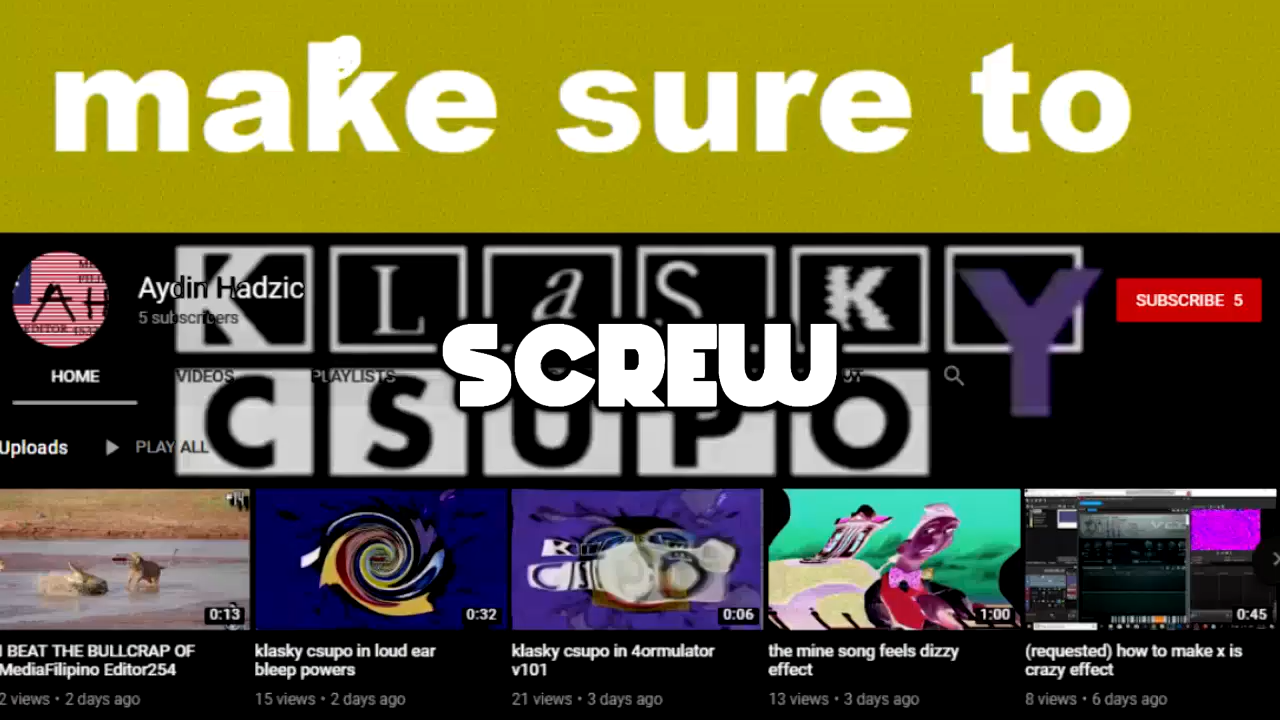 make sure to
KLaSKY
Aydin Hadzic
5 subscribers
SUBSCRIBE 5
SCREW
HOME
VIDEOS
PLAYLISTS
CSUPO
Uploads
PLAY ALL
0:13
0:32
0:06
1:00
0:45
I BEAT THE BULLCRAP OF
MediaFilipino Editor254
2 views • 2 days ago
klasky csupo in loud ear
bleep powers
15 views • 2 days ago
klasky csupo in 4ormulator
v101
21 views • 3 days ago
the mine song feels dizzy
effect
13 views • 3 days ago
(requested) how to make x is
crazy effect
8 views • 6 days ago